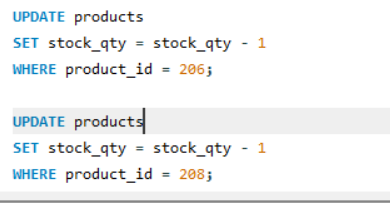 UPDATE products
SET stock_qty = stock_qty - 1
WHERE product_id = 206;
UPDATE products
SET stock_qty = stock_qty - 1
WHERE product_id = 208;